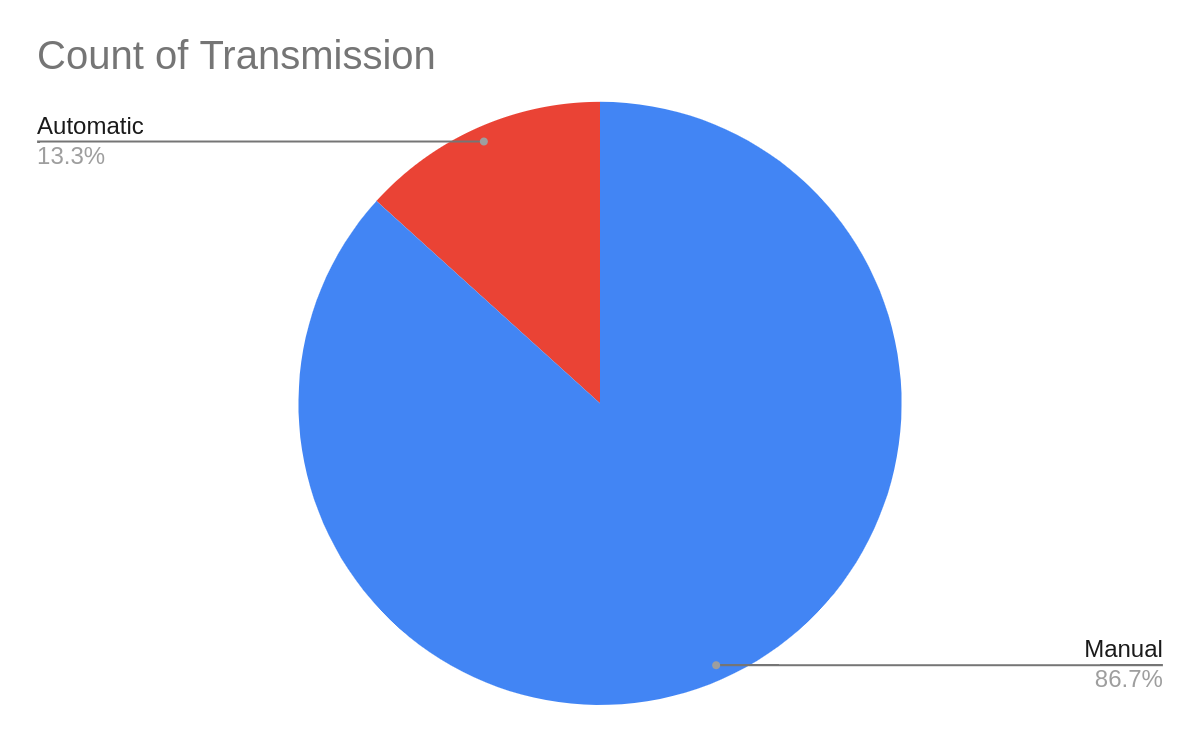 Count of Transmission
Automatic
13.3%
Manual
86.7%